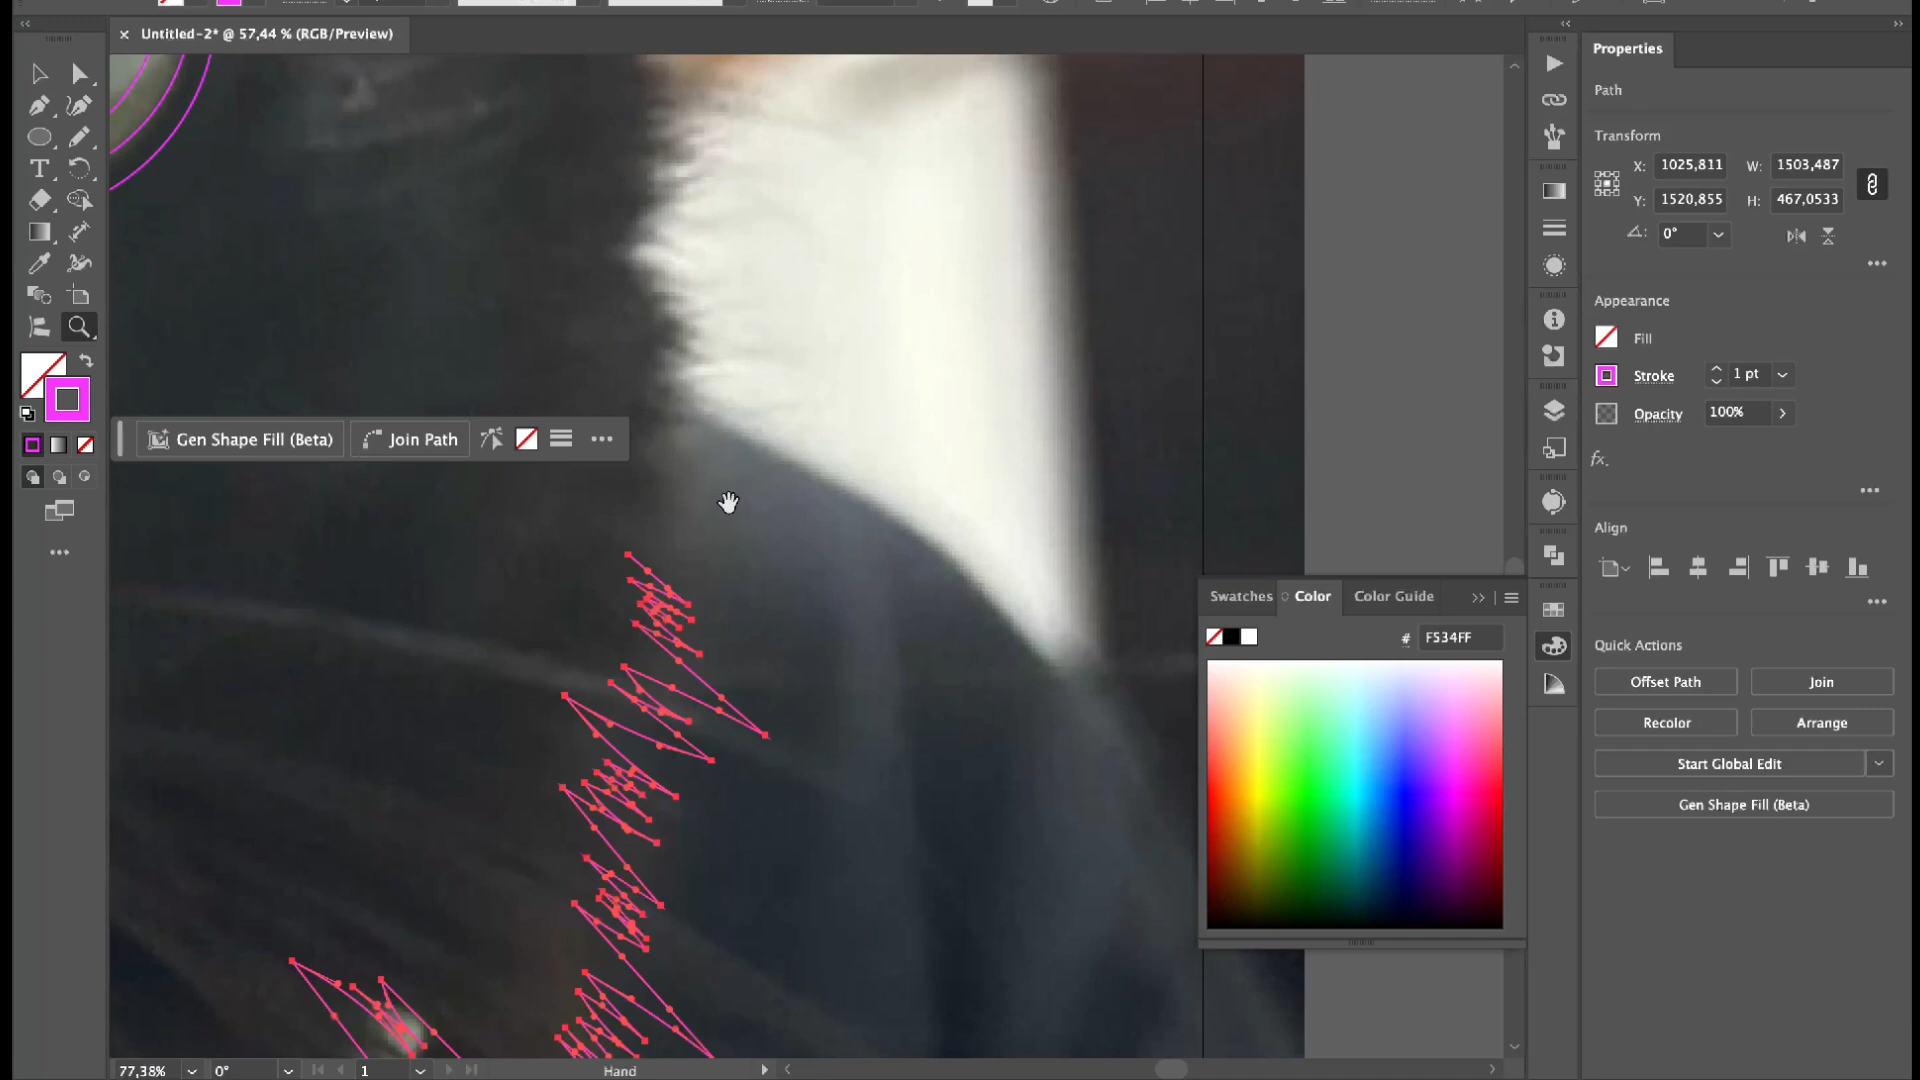 Untitled-2* @ 57,44 % (RGB/Preview)
Properties
Path
Transform
X: 1025,811 W: 1503,487
Y: 1520,855 H: 467,0533
0°
Appearance
Fill
Stroke 1 pt
Opacity 100%
fx.
Align
Quick Actions
Offset Path Join
Recolor Arrange
Start Global Edit
Gen Shape Fill (Beta)
Gen Shape Fill (Beta) Join Path
Swatches Color Color Guide
# F534FF
77,38% 0° 1 Hand